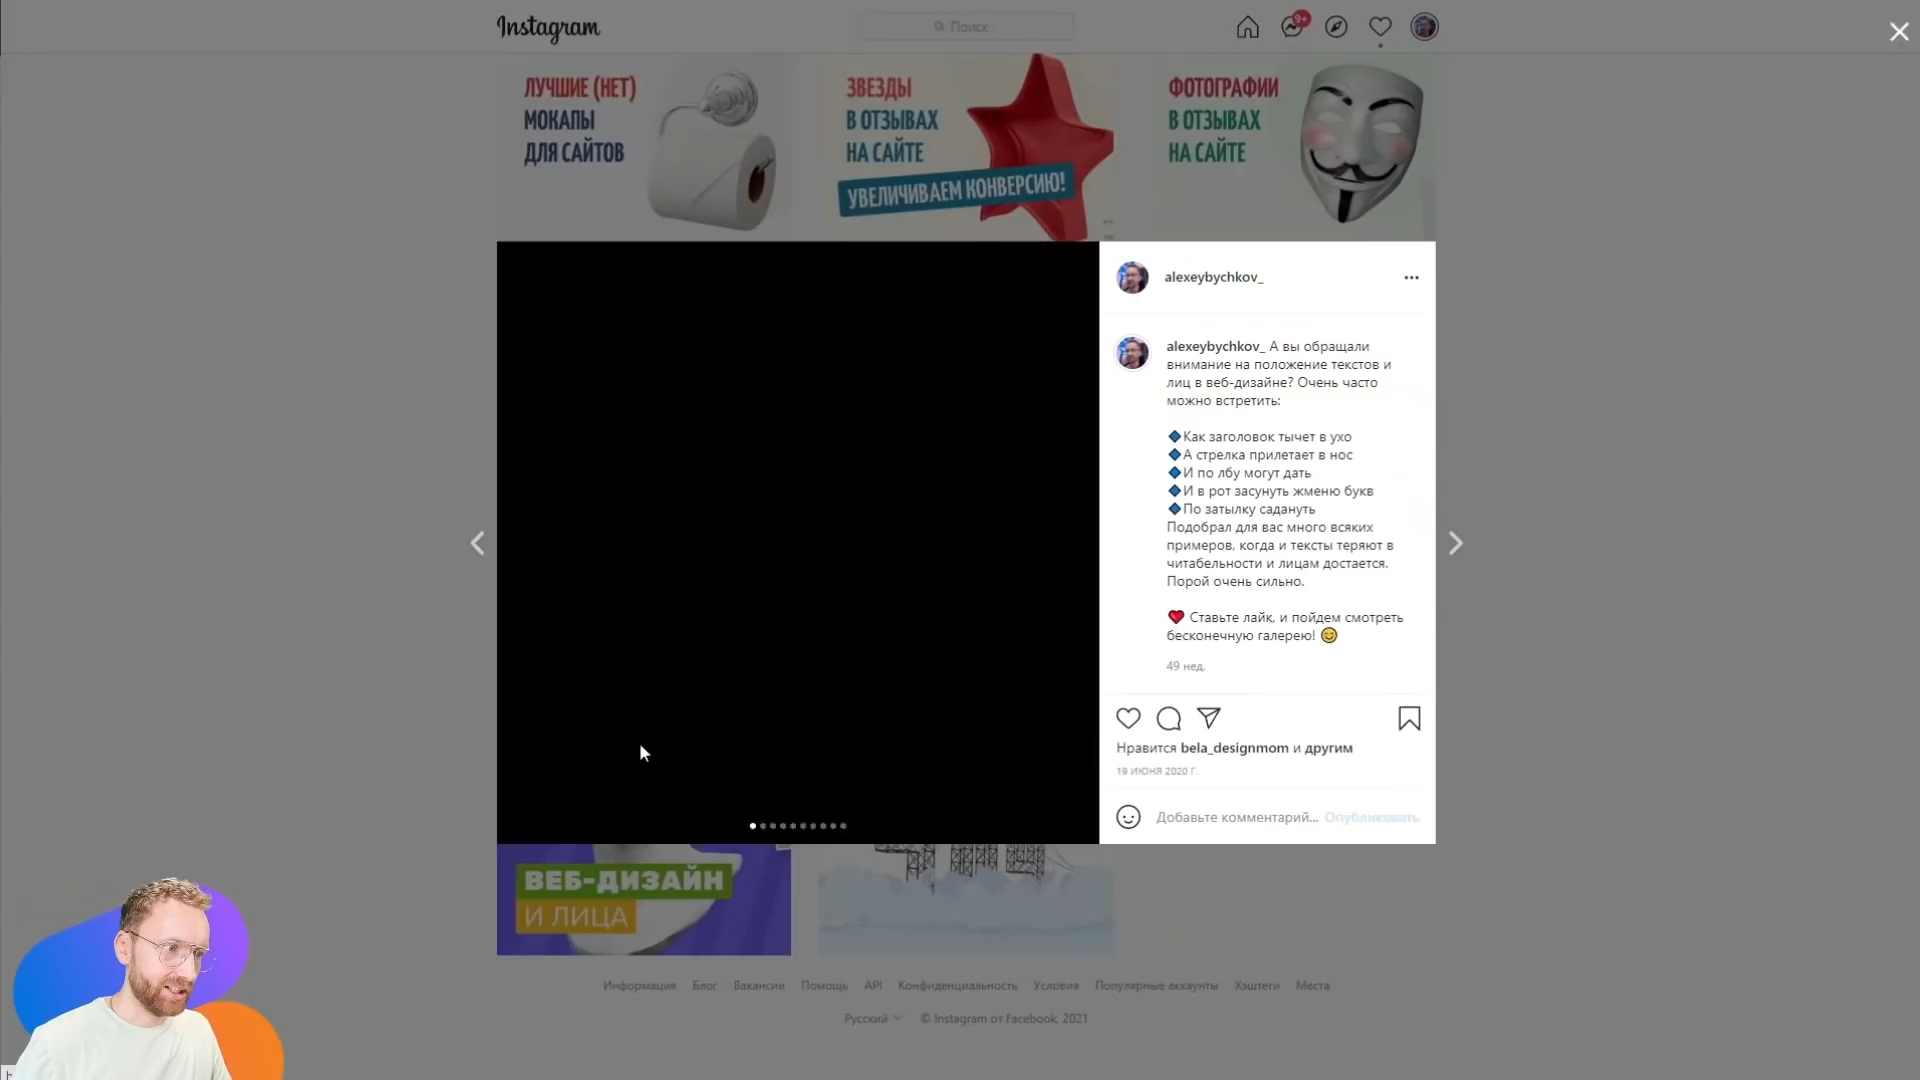 Instagram
Поиск
9+
ЛУЧШИЕ (НЕТ)
МОКАПЫ
ДЛЯ САЙТОВ
ЗВЕЗДЫ
В ОТЗЫВАХ
НА САЙТЕ
УВЕЛИЧИВАЕМ КОНВЕРСИЮ!
ФОТОГРАФИИ
В ОТЗЫВАХ
НА САЙТЕ
alexeybychkov_
alexeybychkov_ А вы обращали
внимание на положение текстов и
лиц в веб-дизайне? Очень часто
можно встретить:
🔷Как заголовок тычет в ухо
🔷А стрелка прилетает в нос
🔷И по лбу могут дать
🔷И в рот засунуть жменю букв
🔷По затылку садануть
Подобрал для вас много всяких
примеров, когда и тексты теряют в
читабельности и лицам достается.
Порой очень сильно.
❤️ Ставьте лайк, и пойдем смотреть
бесконечную галерею! 😊
49 нед.
Нравится bela_designmom и другим
19 ИЮНЯ 2020 Г.
Добавьте комментарий... Опубликовать
ВЕБ-ДИЗАЙН
И ЛИЦА
Информация Блог Вакансии Помощь API Конфиденциальность Условия Популярные аккаунты Хэштеги Места
Русский © Instagram от Facebook, 2021